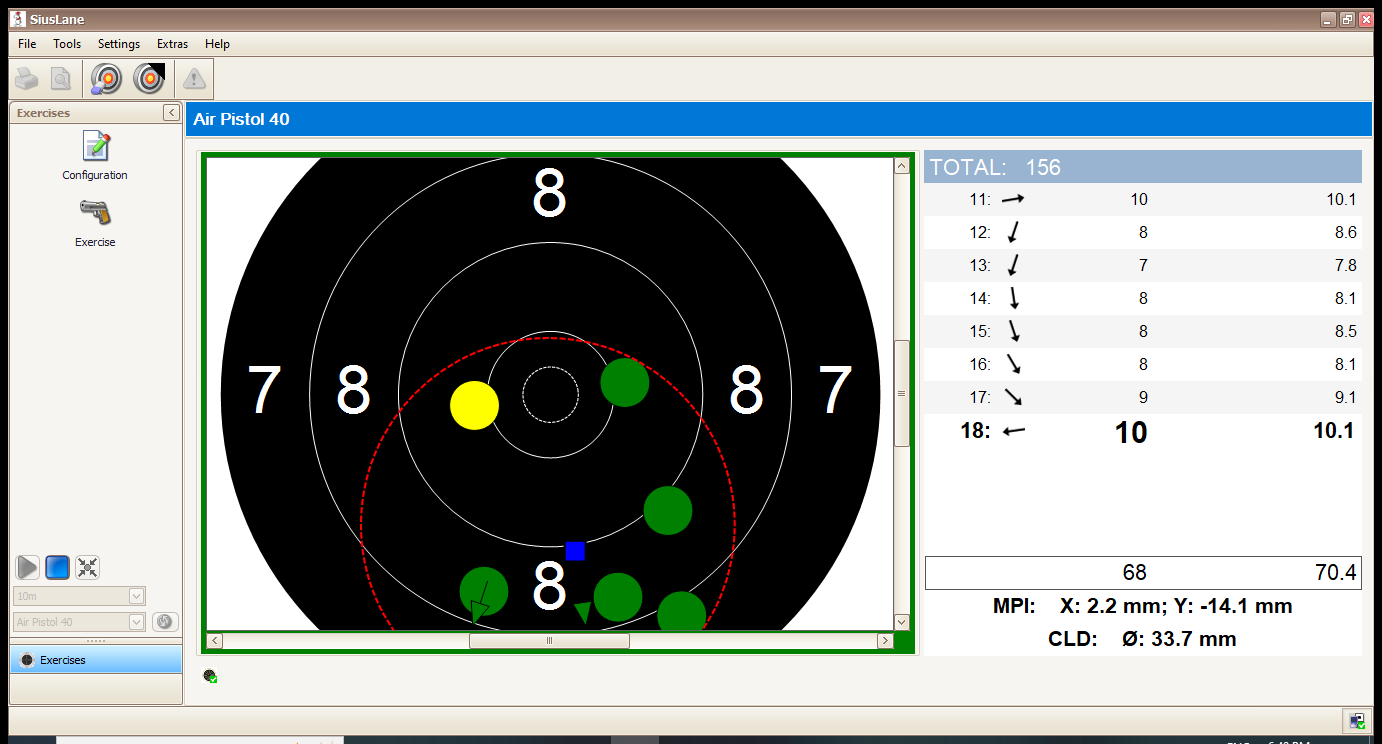 SiusLane
File Tools Settings Extras Help
Exercises
Configuration
Exercise
10m
Air Pistol 40
Exercises
Air Pistol 40
8
7 8 8 7
8
TOTAL: 156
11: 10 10.1
12: 8 8.6
13: 7 7.8
14: 8 8.1
15: 8 8.5
16: 8 8.1
17: 9 9.1
18: 10 10.1
68 70.4
MPI: X: 2.2 mm; Y: -14.1 mm
CLD: Ø: 33.7 mm